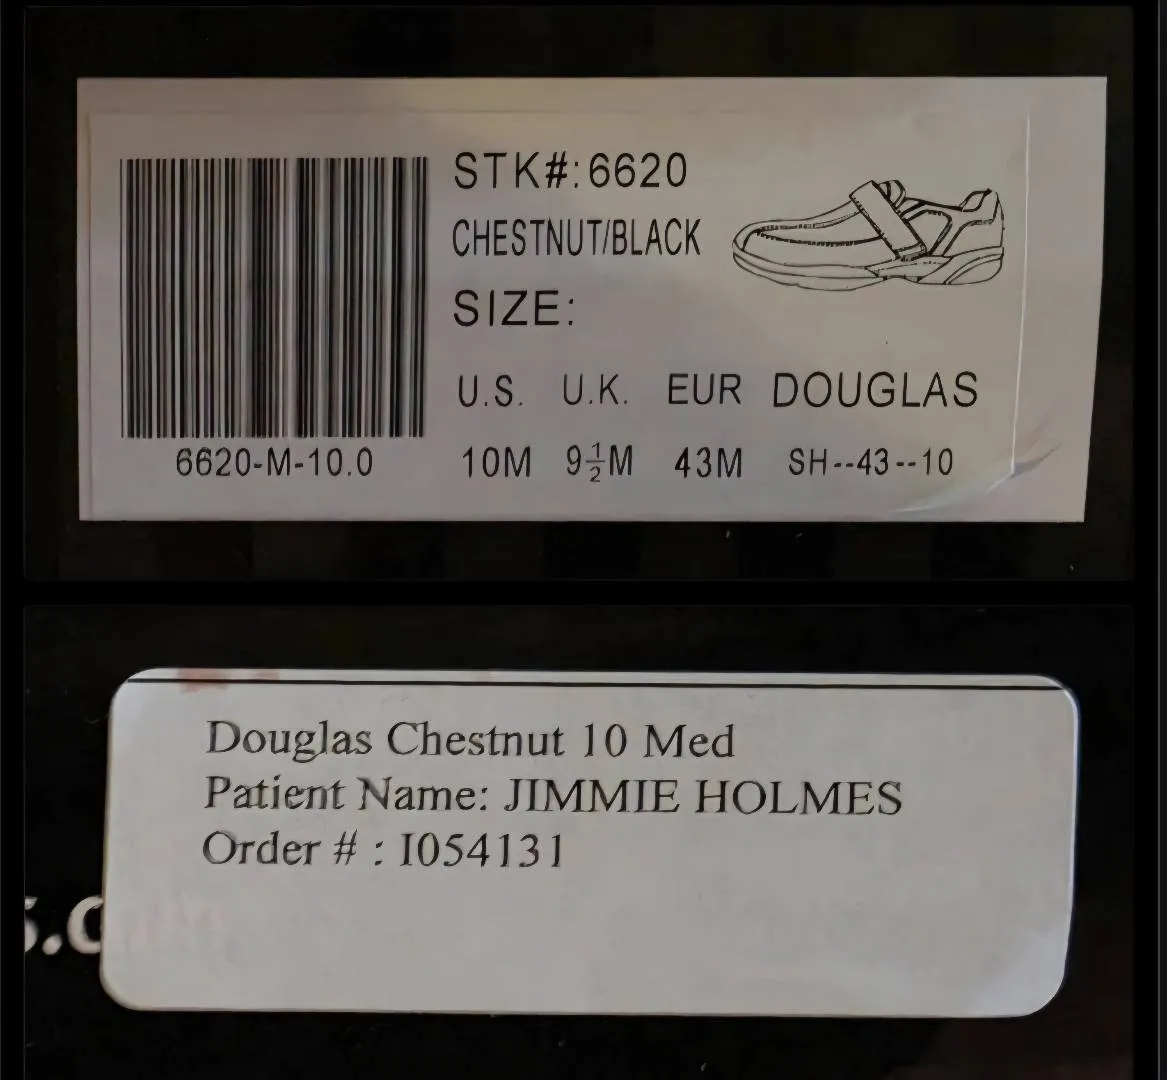 STK#:6620
CHESTNUT/BLACK
SIZE:
U.S. U.K. EUR DOUGLAS
10M 9½M 43M SH--43--10
6620-M-10.0
Douglas Chestnut 10 Med
Patient Name: JIMMIE HOLMES
Order # : I054131